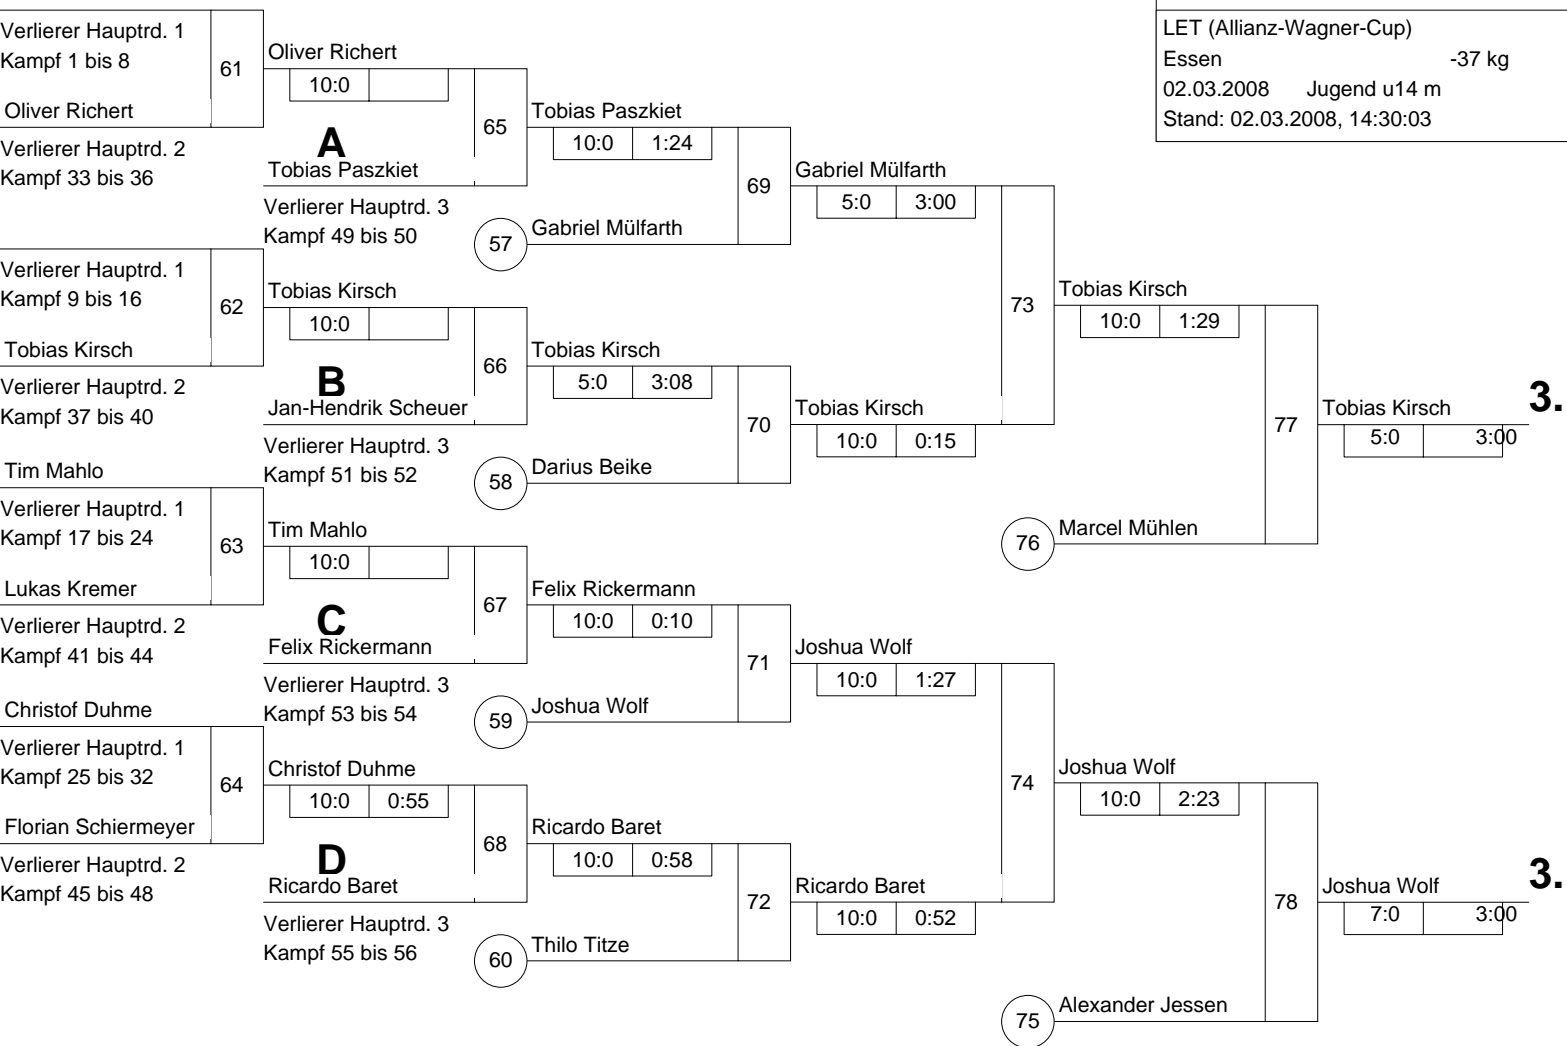 LET (Allianz-Wagner-Cup)
Essen -37 kg
02.03.2008 Jugend u14 m
Stand: 02.03.2008, 14:30:03
Verlierer Hauptrd. 1
Kampf 1 bis 8
61
Oliver Richert
Verlierer Hauptrd. 2
Kampf 33 bis 36
Verlierer Hauptrd. 1
Kampf 9 bis 16
62
Tobias Kirsch
Verlierer Hauptrd. 2
Kampf 37 bis 40
Tim Mahlo
Verlierer Hauptrd. 1
Kampf 17 bis 24
63
Lukas Kremer
Verlierer Hauptrd. 2
Kampf 41 bis 44
Christof Duhme
Verlierer Hauptrd. 1
Kampf 25 bis 32
64
Florian Schiermeyer
Verlierer Hauptrd. 2
Kampf 45 bis 48
Oliver Richert
10:0
A
65
Tobias Paszkiet
Verlierer Hauptrd. 3
Kampf 49 bis 50
Tobias Kirsch
10:0
B
66
Jan-Hendrik Scheuer
Verlierer Hauptrd. 3
Kampf 51 bis 52
Tim Mahlo
10:0
C
67
Felix Rickermann
Verlierer Hauptrd. 3
Kampf 53 bis 54
Christof Duhme
10:0 0:55
D
68
Ricardo Baret
Verlierer Hauptrd. 3
Kampf 55 bis 56
Tobias Paszkiet
10:0 1:24
69
57 Gabriel Mülfarth
Tobias Kirsch
5:0 3:08
70
58 Darius Beike
Felix Rickermann
10:0 0:10
71
59 Joshua Wolf
Ricardo Baret
10:0 0:58
72
60 Thilo Titze
Gabriel Mülfarth
5:0 3:00
73
Tobias Kirsch
10:0 0:15
Joshua Wolf
10:0 1:27
74
Ricardo Baret
10:0 0:52
Tobias Kirsch
10:0 1:29
77
76 Marcel Mühlen
Joshua Wolf
10:0 2:23
78
75 Alexander Jessen
Tobias Kirsch 3.
5:0 3:00
Joshua Wolf 3.
7:0 3:00